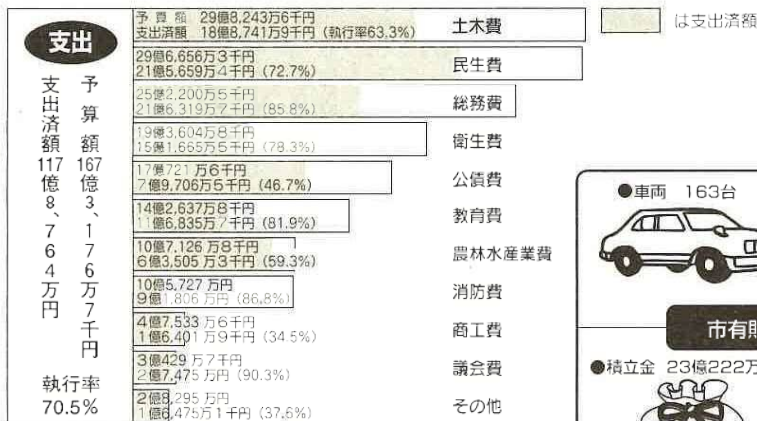 支出
予算額 167億3、176万7千円
支出済額 117億8、764万円
執行率
70.5%
予算額 29億8,243万6千円
支出済額 18億8,741万9千円(執行率63.3%)
土木費
29億6,656万3千円
21億5,659万4千円(72.7%)
民生費
25億2,200万5千円
21億6,319万7千円(85.8%)
総務費
19億3,604万8千円
15億1,665万5千円(78.3%)
衛生費
17億721万6千円
7億9,706万5千円(46.7%)
公債費
14億2,637万8千円
11億6,835万7千円(81.9%)
教育費
10億7,126万8千円
6億3,505万3千円(59.3%)
農林水産業費
10億5,727万円
9億1,806万円(86.8%)
消防費
4億7,533万6千円
1億6,401万9千円(34.5%)
商工費
3億429万7千円
2億7,475万円(90.3%)
議会費
2億8,295万円
1億6,475万1千円(37.6%)
その他
は支出済額
●車両 163台
市有財
●積立金 23億222万